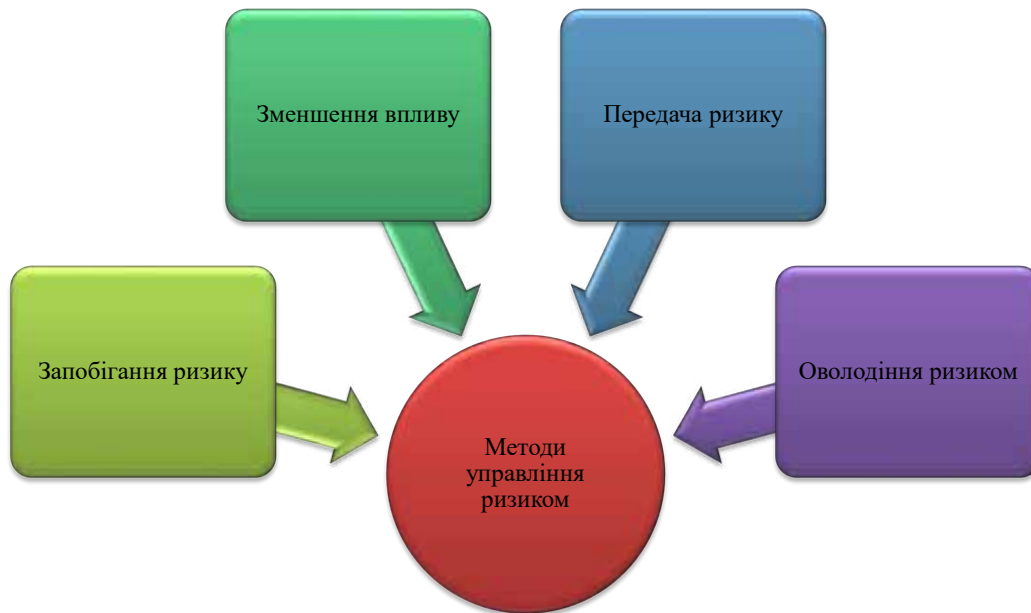 Зменшення впливу
Передача ризику
Запобігання ризику
Оволодіння ризиком
Методи
управління
ризиком